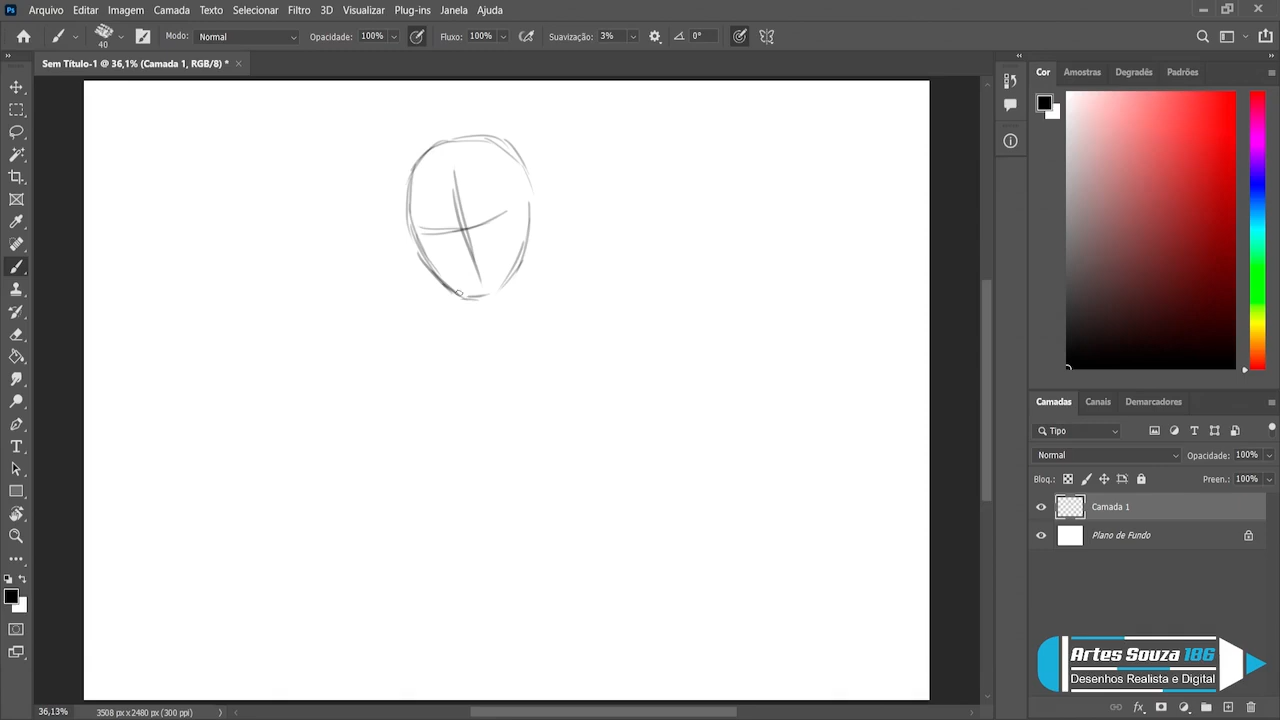 Ps Arquivo Editar Imagem Camada Texto Selecionar Filtro 3D Visualizar Plug-ins Janela Ajuda
40 Modo: Normal Opacidade: 100% Fluxo: 100% Suavização: 3% 0°
Sem Título-1 @ 36,1% (Camada 1, RGB/8) *
Cor Amostras Degradês Padrões
Camadas Canais Demarcadores
Tipo
Normal Opacidade: 100%
Bloq.: Preen.: 100%
Camada 1
Plano de Fundo
Artes Souza 186
Desenhos Realista e Digital
36,13% 3508 px x 2480 px (300 ppi)